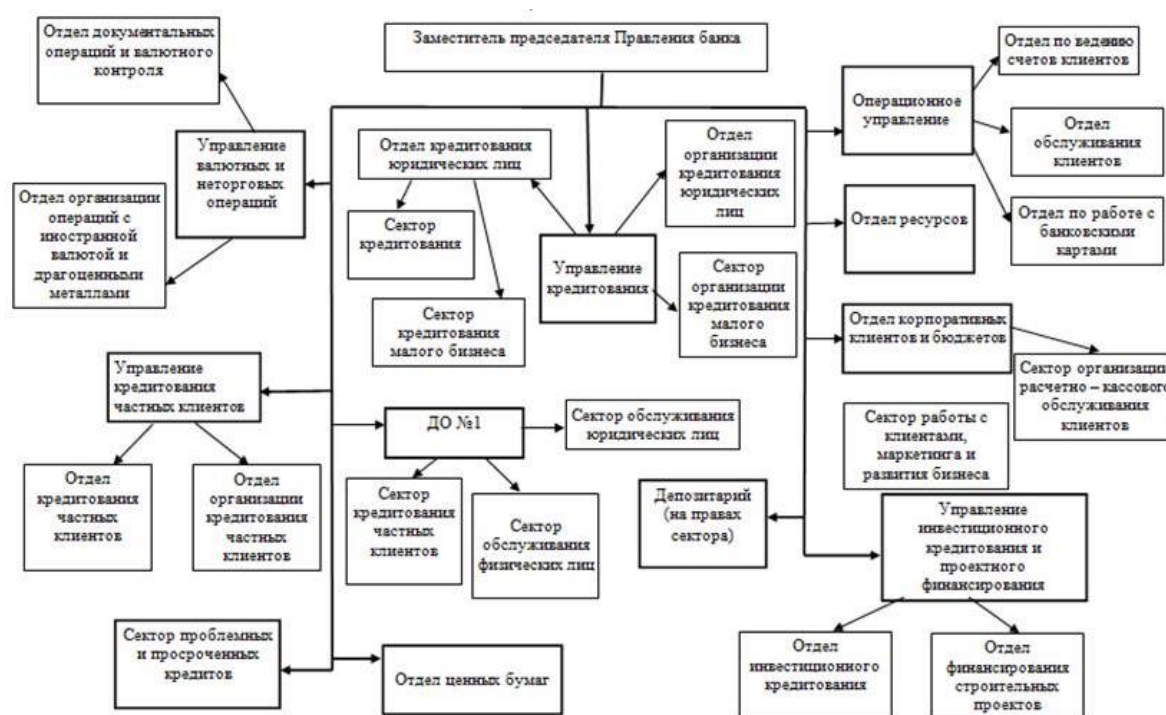 Заместитель председателя Правления банка
Отдел документальных
операций и валютного
контроля
Управление
валютных и
неторговых
операций
Отдел организации
операций с
иностранной
валютой и
драгоценными
металлами
Отдел кредитования
юридических лиц
Сектор
кредитования
Сектор
кредитования
малого бизнеса
Управление
кредитования
Отдел
организации
кредитования
юридических
лиц
Сектор
организации
кредитования
малого
бизнеса
Операционное
управление
Отдел по ведению
счетов клиентов
Отдел
обслуживания
клиентов
Отдел по работе с
банковскими
картами
Отдел ресурсов
Отдел корпоративных
клиентов и бюджетов
Сектор организации
расчетно – кассового
обслуживания
клиентов
Сектор работы с
клиентами,
маркетинга и
развития бизнеса
Управление
кредитования
частных клиентов
Отдел
кредитования
частных
клиентов
Отдел
организации
кредитования
частных
клиентов
ДО №1
Сектор обслуживания
юридических лиц
Сектор
кредитования
частных
клиентов
Сектор
обслуживания
физических лиц
Депозитарий
(на правах
сектора)
Управление
инвестиционного
кредитования и
проектного
финансирования
Отдел
инвестиционного
кредитования
Отдел
финансирования
строительных
проектов
Сектор проблемных
и просроченных
кредитов
Отдел ценных бумаг